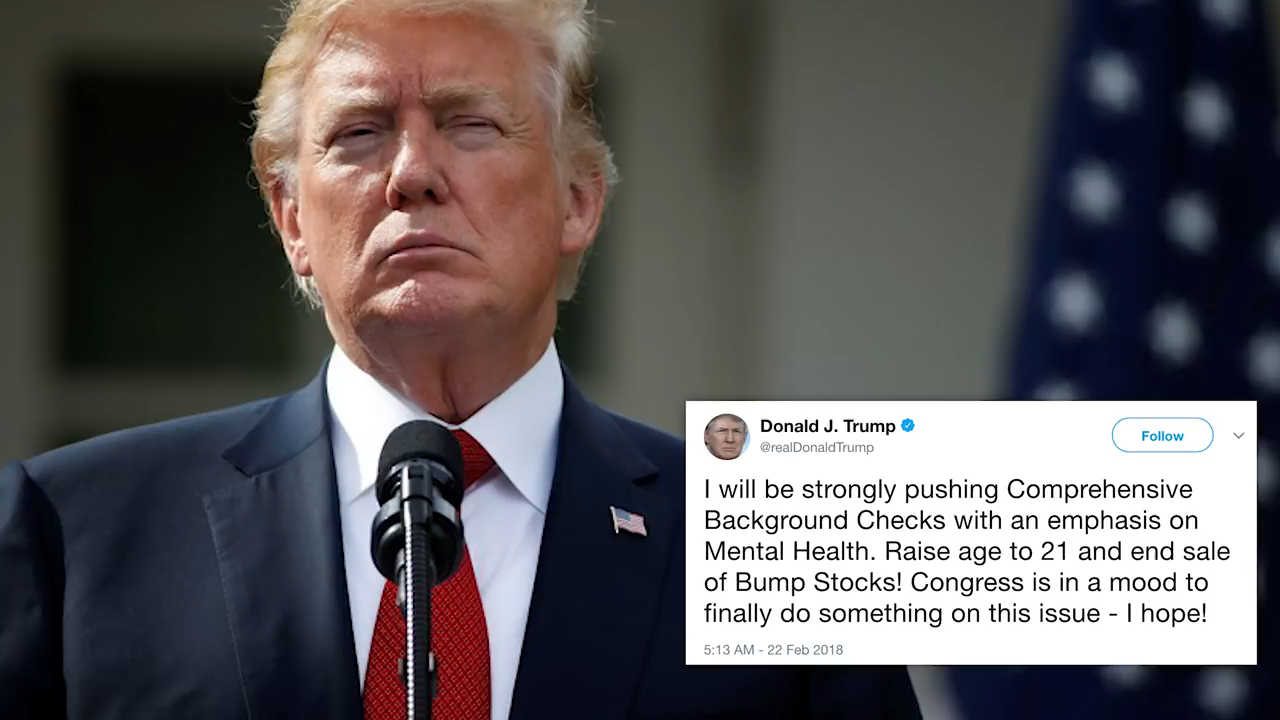 Donald J. Trump
@realDonaldTrump
Follow
I will be strongly pushing Comprehensive
Background Checks with an emphasis on
Mental Health. Raise age to 21 and end sale
of Bump Stocks! Congress is in a mood to
finally do something on this issue - I hope!
5:13 AM - 22 Feb 2018